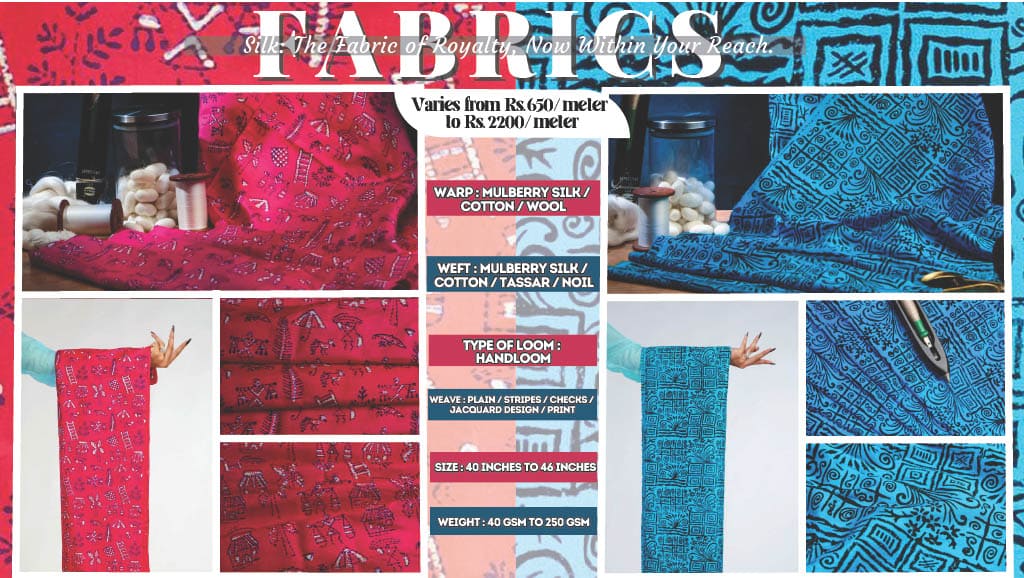 FABRICS
Silk: The Fabric of Royalty, Now Within Your Reach.
Varies from Rs.650/ meter
to Rs. 2200/ meter
WARP : MULBERRY SILK /
COTTON / WOOL
WEFT : MULBERRY SILK /
COTTON / TASSAR / NOIL
TYPE OF LOOM :
HANDLOOM
WEAVE : PLAIN / STRIPES / CHECKS /
JACQUARD DESIGN / PRINT
SIZE : 40 INCHES TO 46 INCHES
WEIGHT : 40 GSM TO 250 GSM